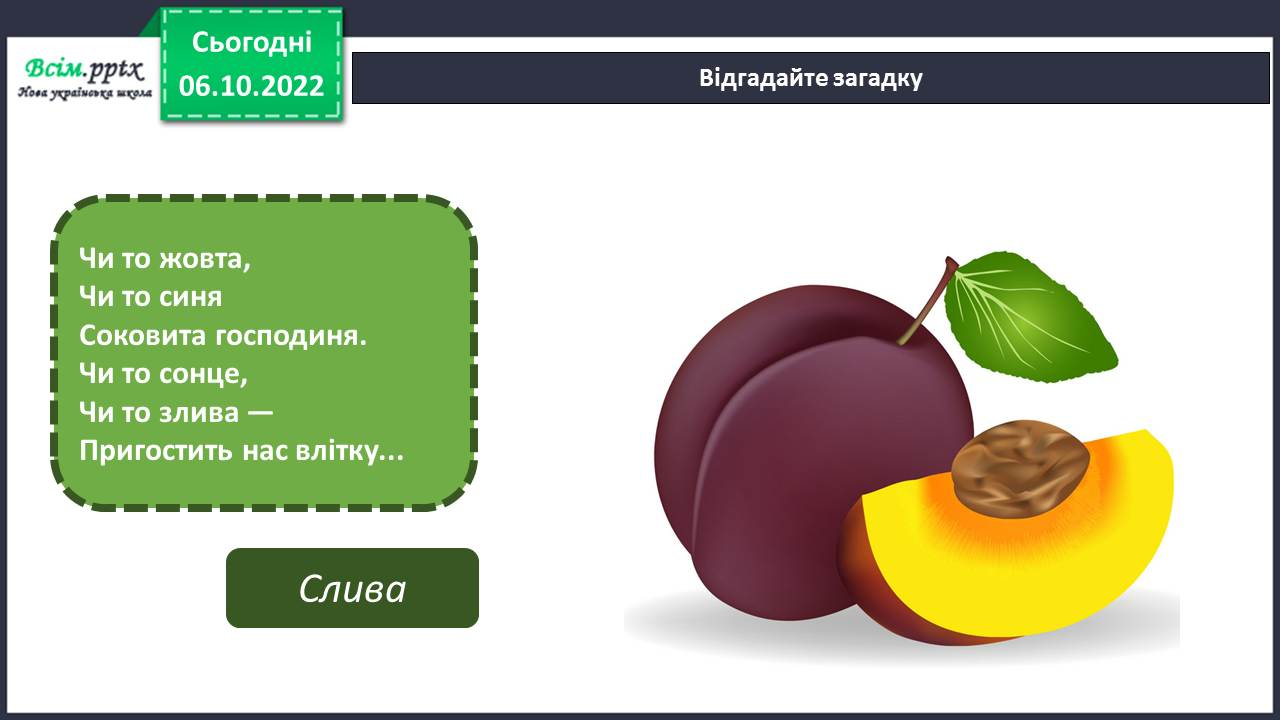 Всім.pptx
Нова українська школа
Сьогодні
06.10.2022
Відгадайте загадку
Чи то жовта,
Чи то синя
Соковита господиня.
Чи то сонце,
Чи то злива —
Пригостить нас влітку...
Слива